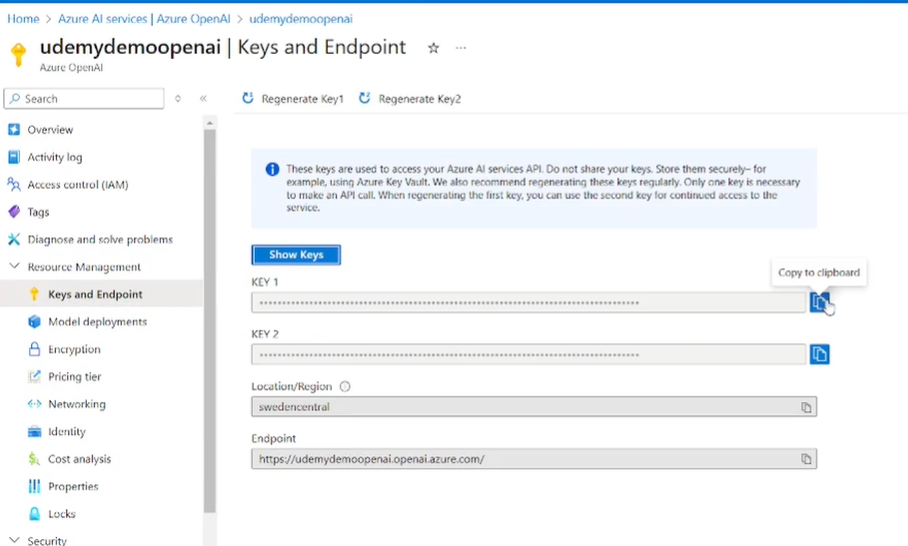 Home > Azure AI services | Azure OpenAI > udemydemoopenai
udemydemoopenai | Keys and Endpoint
Azure OpenAI
Search
Regenerate Key1 Regenerate Key2
Overview
Activity log
Access control (IAM)
Tags
Diagnose and solve problems
Resource Management
Keys and Endpoint
Model deployments
Encryption
Pricing tier
Networking
Identity
Cost analysis
Properties
Locks
Security
These keys are used to access your Azure AI services API. Do not share your keys. Store them securely– for
example, using Azure Key Vault. We also recommend regenerating these keys regularly. Only one key is necessary
to make an API call. When regenerating the first key, you can use the second key for continued access to the
service.
Show Keys
Copy to clipboard
KEY 1
KEY 2
Location/Region
swedencentral
Endpoint
https://udemydemoopenai.openai.azure.com/